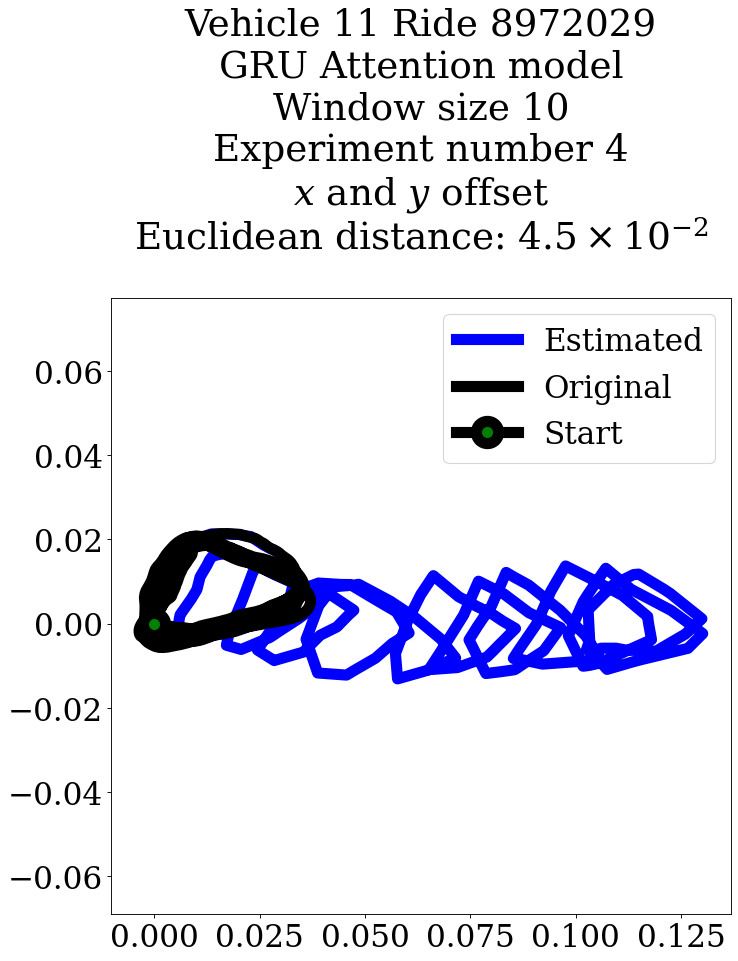 Vehicle 11 Ride 8972029
GRU Attention model
Window size 10
Experiment number 4
x and y offset
Euclidean distance: 4.5 × 10⁻²
Estimated
Original
Start
0.06
0.04
0.02
0.00
−0.02
−0.04
−0.06
0.000 0.025 0.050 0.075 0.100 0.125